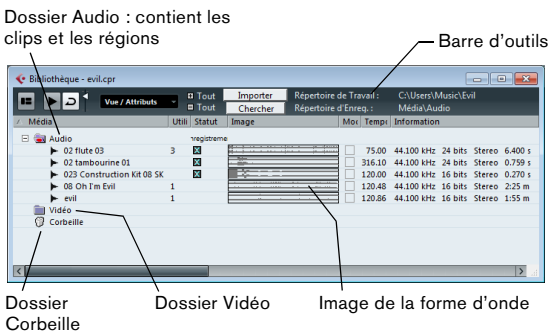 Dossier Audio : contient les
clips et les régions
Barre d'outils
Bibliothèque - evil.cpr
Vue / Attributs
Tout
Tout
Importer
Chercher
Répertoire de Travail :
C:\Users\Music\Evil
Répertoire d'Enreg. :
Média\Audio
Média Utili Statut Image Mod Tempo Information
Audio
nregistreme
02 flute 03 3 75.00 44.100 kHz 24 bits Stereo 6.400 s
02 tambourine 01 316.10 44.100 kHz 24 bits Stereo 0.759 s
023 Construction Kit 08 SK 120.00 44.100 kHz 16 bits Stereo 0.270 s
08 Oh I'm Evil 1 120.48 44.100 kHz 16 bits Stereo 2:25 m
evil 1 120.86 44.100 kHz 16 bits Stereo 1:55 m
Vidéo
Corbeille
Dossier
Corbeille
Dossier Vidéo
Image de la forme d'onde